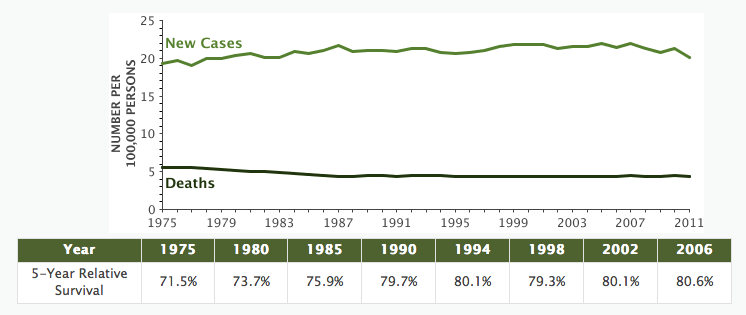 25
New Cases
20
15
10
5
Deaths
0
NUMBER PER
100,000 PERSONS
1975 1979 1983 1987 1991 1995 1999 2003 2007 2011
Year 1975 1980 1985 1990 1994 1998 2002 2006
5-Year Relative
Survival
71.5% 73.7% 75.9% 79.7% 80.1% 79.3% 80.1% 80.6%